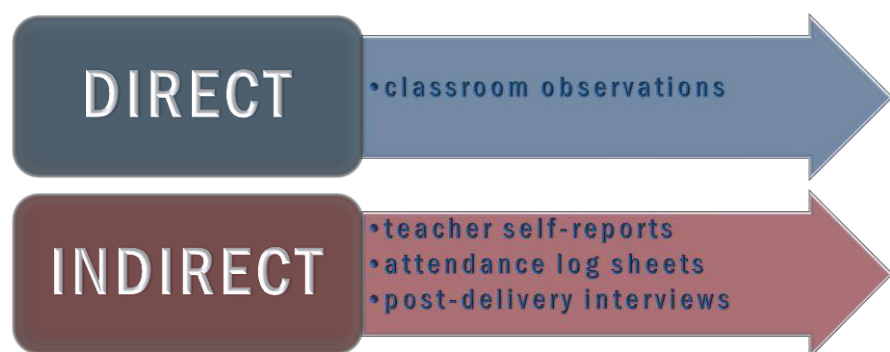 DIRECT
•classroom observations
INDIRECT
•teacher self-reports
•attendance log sheets
•post-delivery interviews